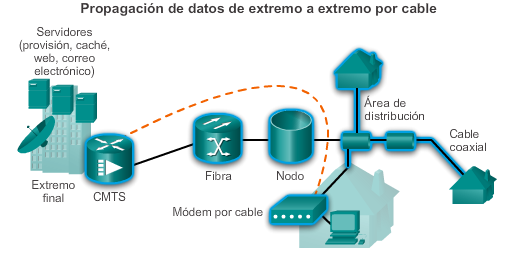 Propagación de datos de extremo a extremo por cable
Servidores
(provisión, caché,
web, correo
electrónico)
Área de
distribución
Cable
coaxial
Extremo
final
CMTS
Fibra
Nodo
Módem por cable